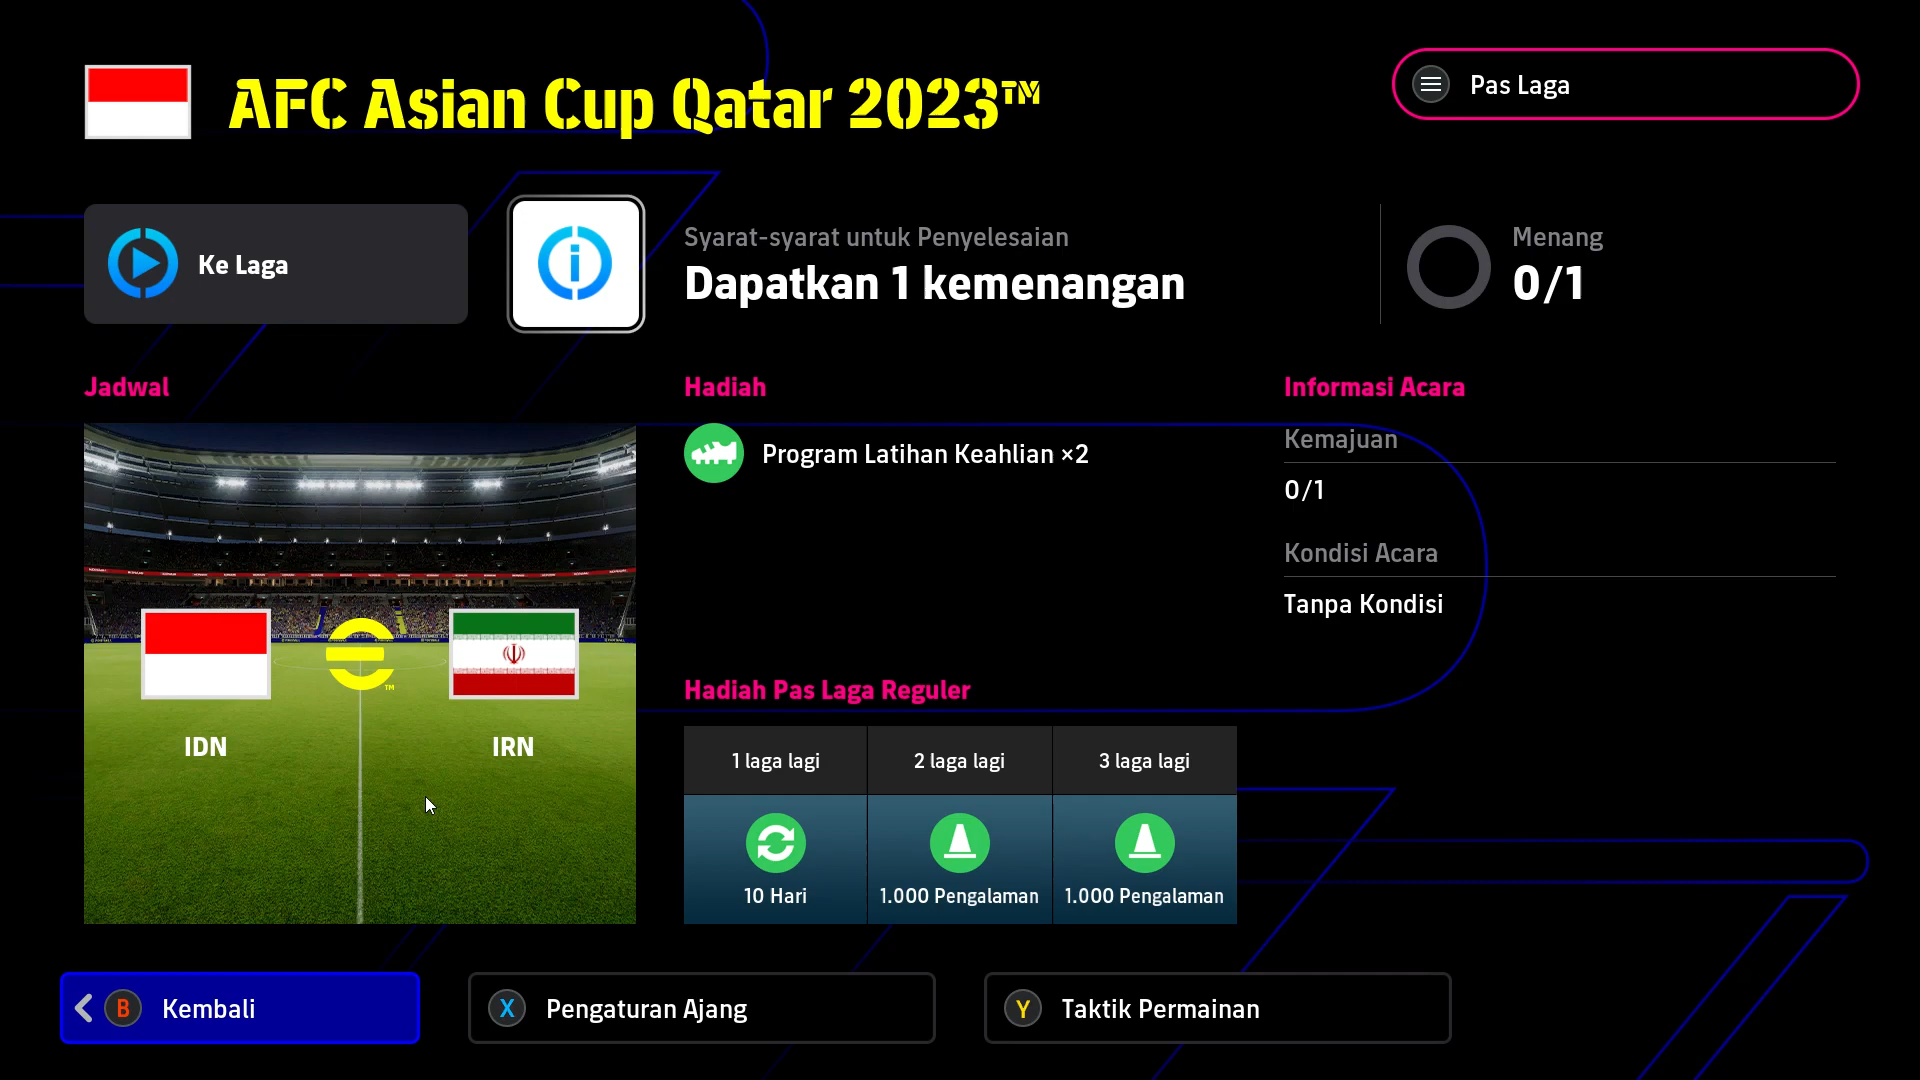 AFC Asian Cup Qatar 2023™
Pas Laga
Ke Laga
Syarat-syarat untuk Penyelesaian
Dapatkan 1 kemenangan
Menang
0/1
Jadwal
IDN
IRN
Hadiah
Program Latihan Keahlian ×2
Informasi Acara
Kemajuan
0/1
Kondisi Acara
Tanpa Kondisi
Hadiah Pas Laga Reguler
1 laga lagi
2 laga lagi
3 laga lagi
10 Hari
1.000 Pengalaman
1.000 Pengalaman
B Kembali
X Pengaturan Ajang
Y Taktik Permainan